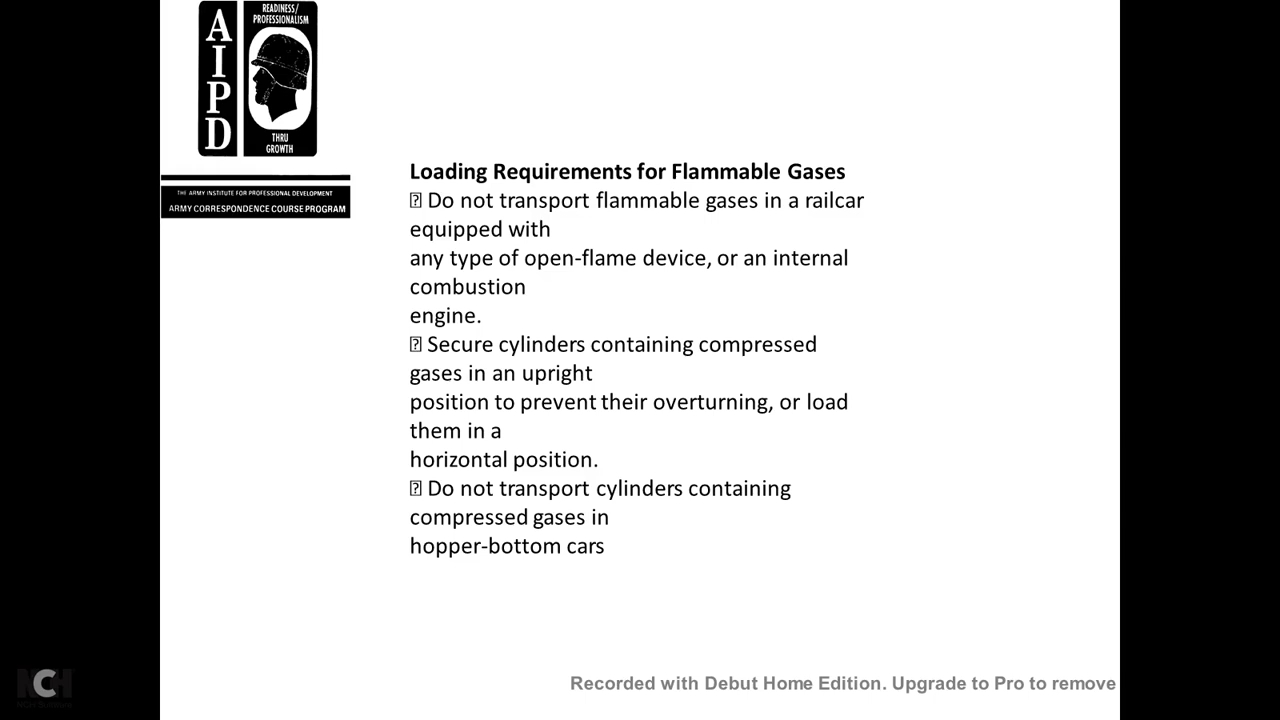 READINESS/
PROFESSIONALISM
AIPD
THRU
GROWTH
THE ARMY INSTITUTE FOR PROFESSIONAL DEVELOPMENT
ARMY CORRESPONDENCE COURSE PROGRAM
Loading Requirements for Flammable Gases
⍰ Do not transport flammable gases in a railcar
equipped with
any type of open-flame device, or an internal
combustion
engine.
⍰ Secure cylinders containing compressed
gases in an upright
position to prevent their overturning, or load
them in a
horizontal position.
⍰ Do not transport cylinders containing
compressed gases in
hopper-bottom cars
NCH
Recorded with Debut Home Edition. Upgrade to Pro to remove